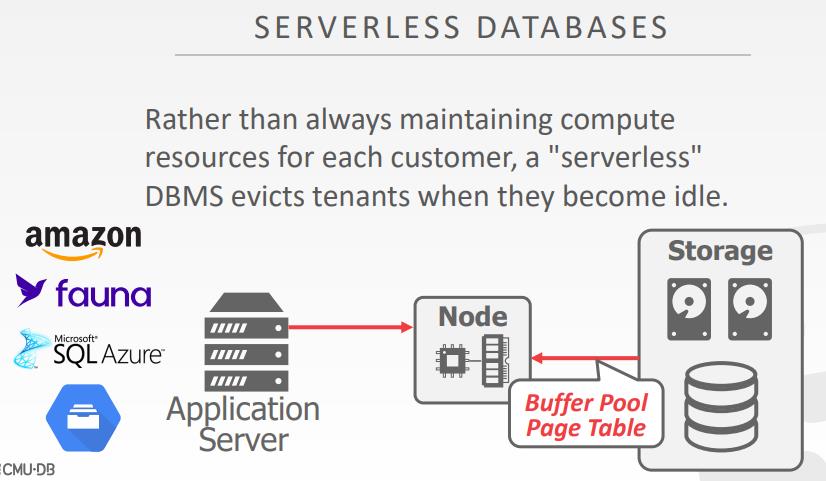 SERVERLESS DATABASES
Rather than always maintaining compute
resources for each customer, a "serverless"
DBMS evicts tenants when they become idle.
amazon
fauna
Microsoft®
SQL Azure™
Application
Server
Node
Storage
Buffer Pool
Page Table
CMU·DB